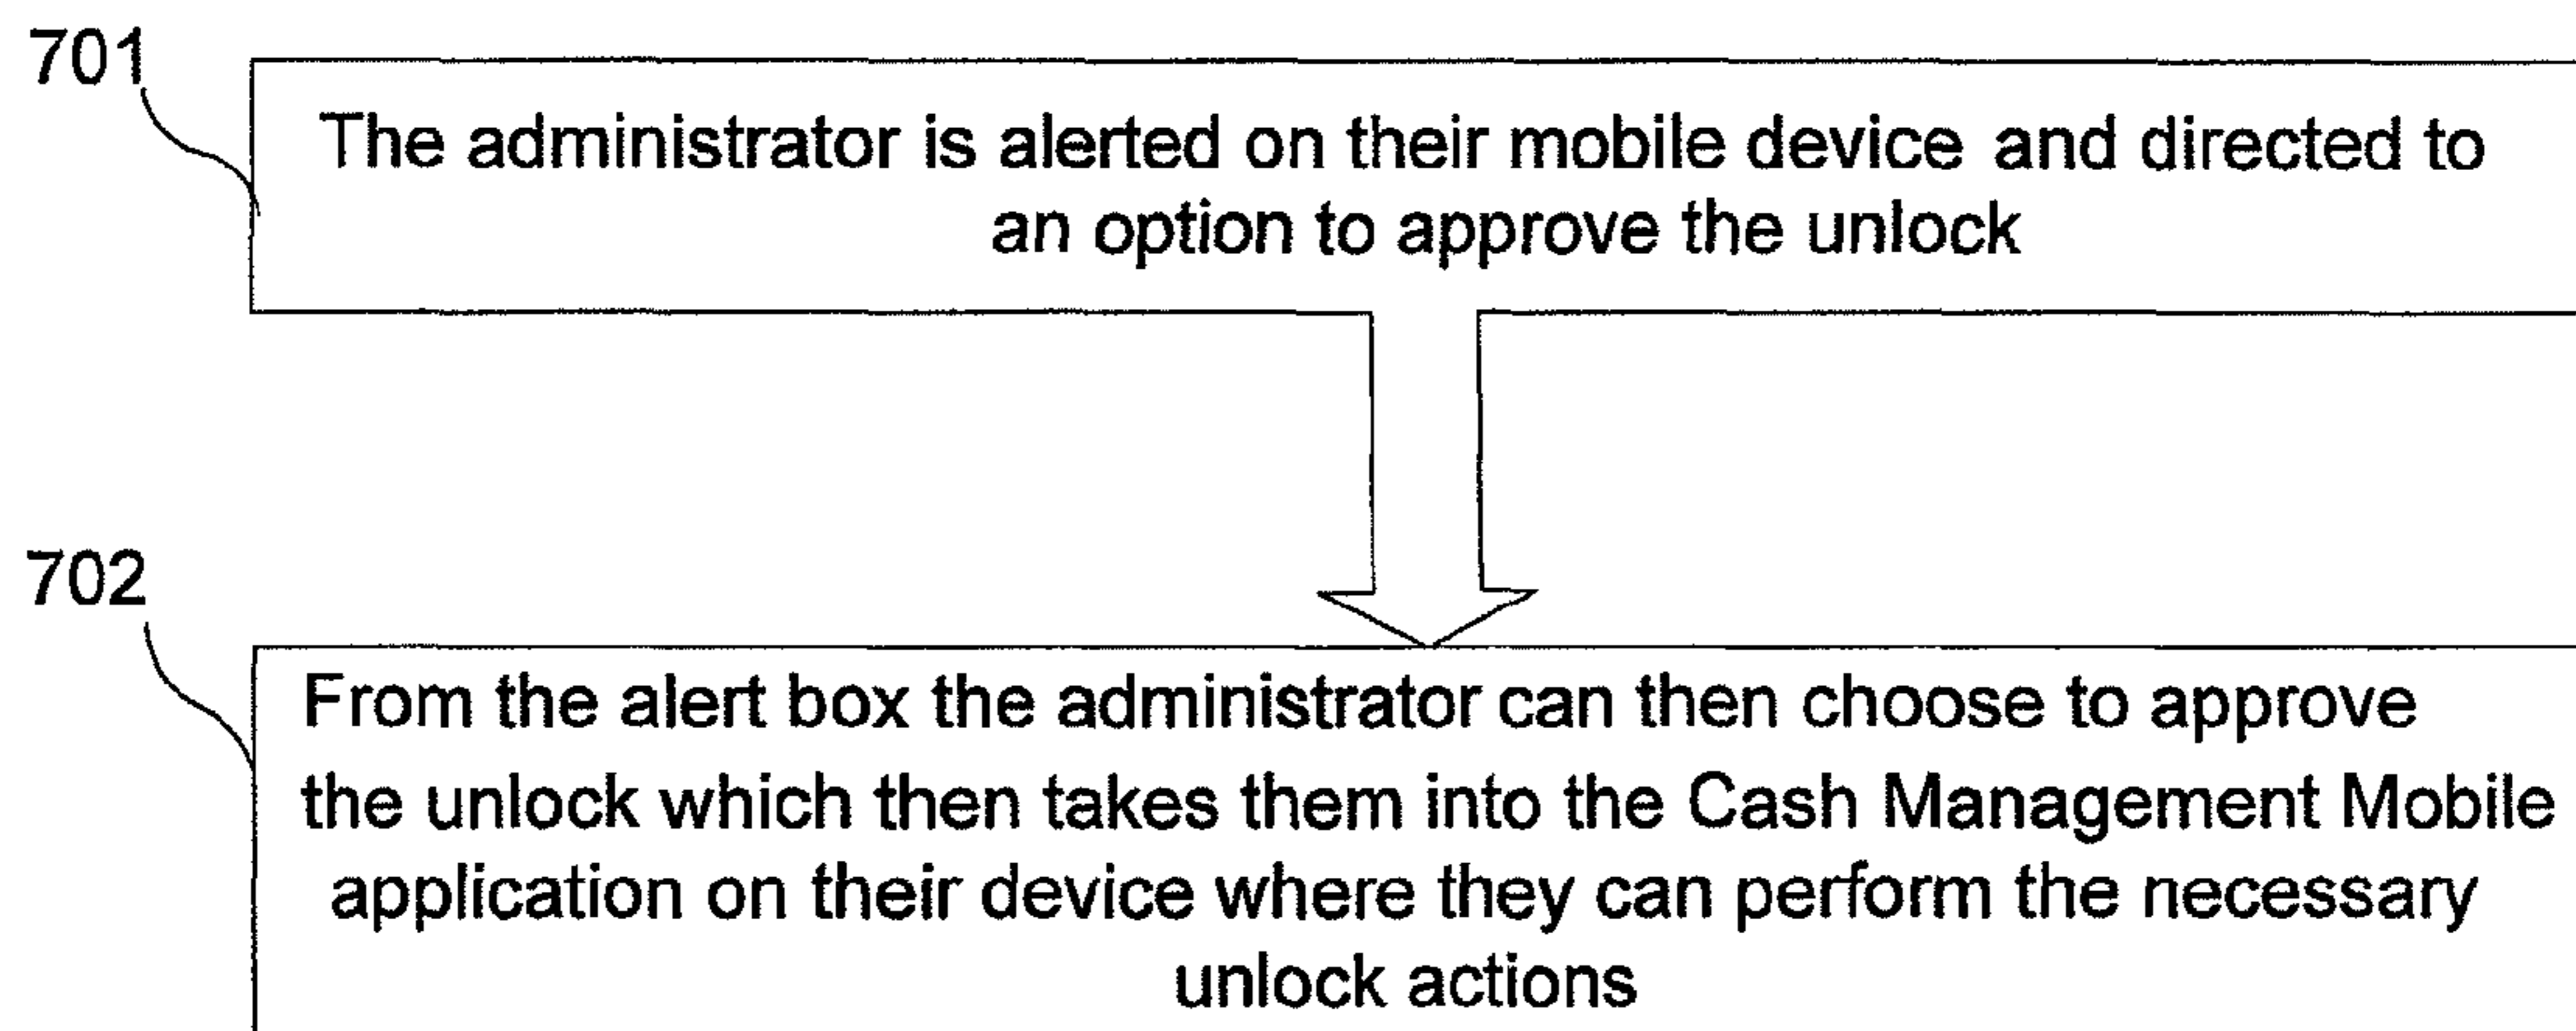 701
The administrator is alerted on their mobile device and directed to
an option to approve the unlock
702
From the alert box the administrator can then choose to approve
the unlock which then takes them into the Cash Management Mobile
application on their device where they can perform the necessary
unlock actions